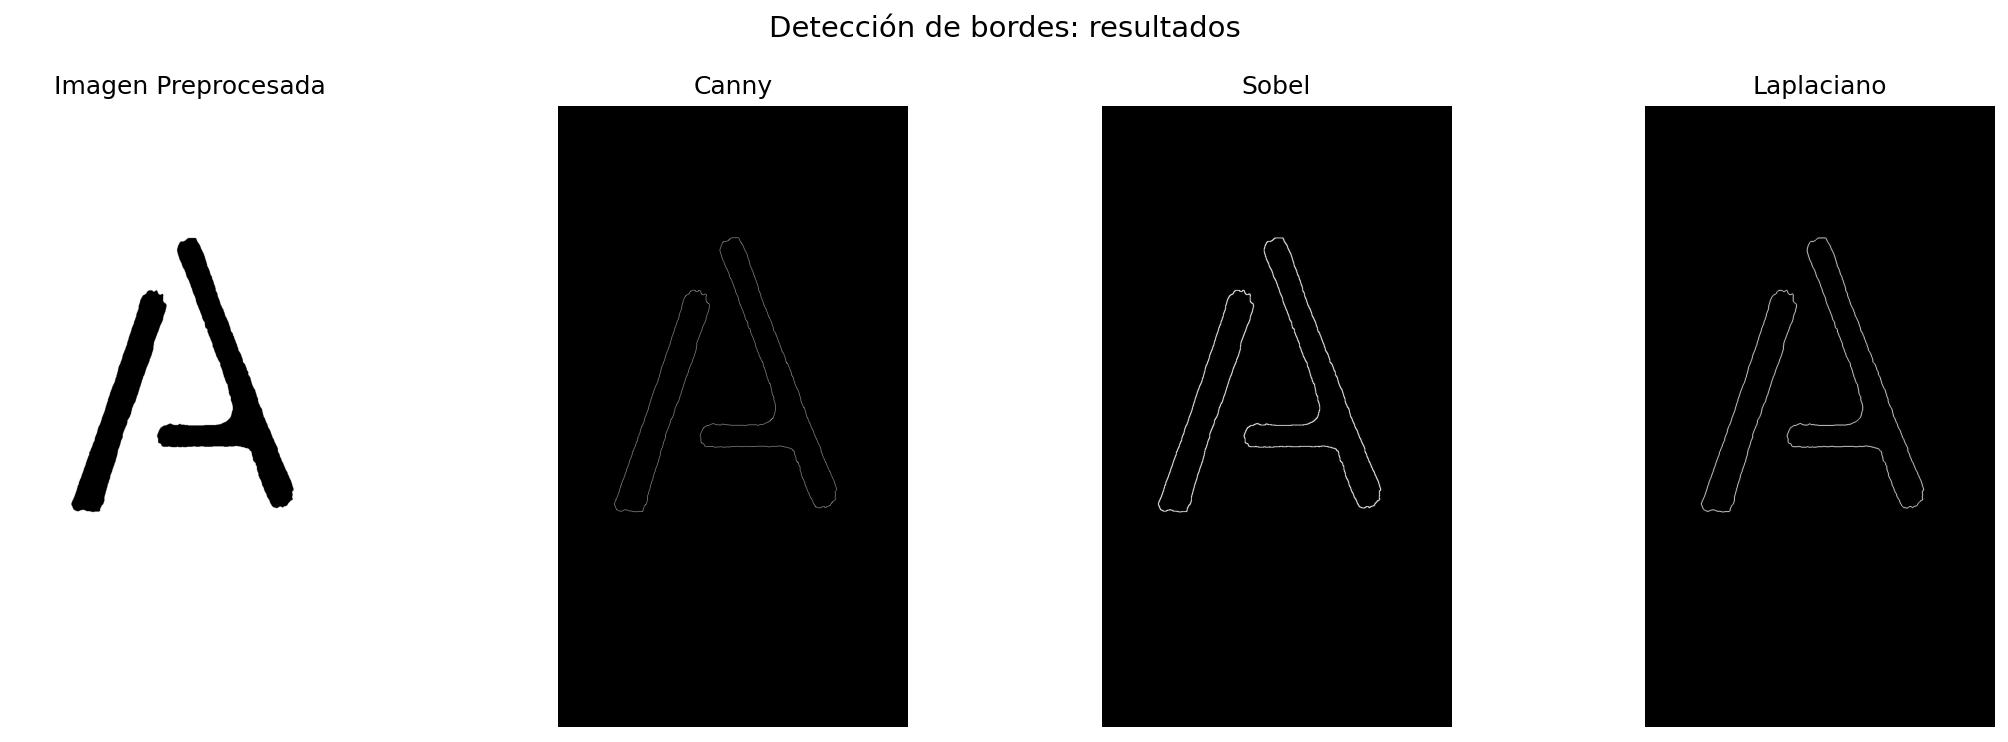 Detección de bordes: resultados
Imagen Preprocesada
Canny
Sobel
Laplaciano
A
A
A
A